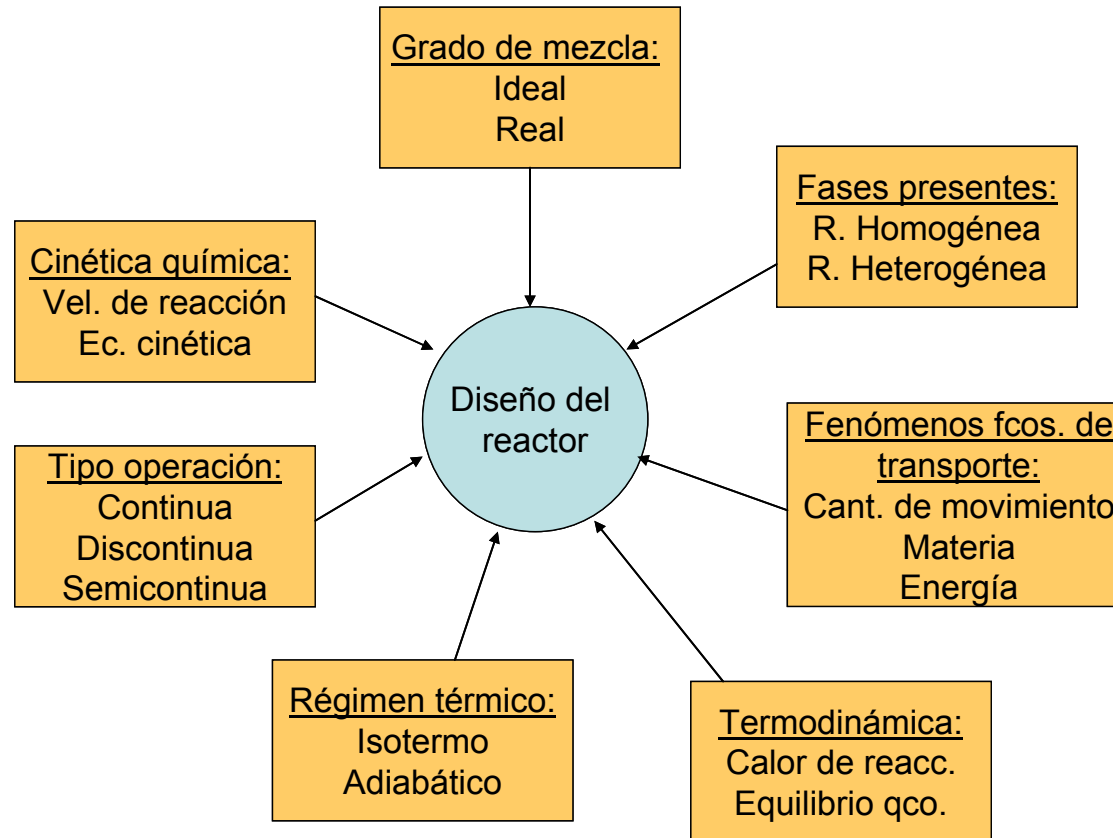 Grado de mezcla:
Ideal
Real
Fases presentes:
R. Homogénea
R. Heterogénea
Cinética química:
Vel. de reacción
Ec. cinética
Diseño del
reactor
Fenómenos fcos. de
transporte:
Cant. de movimiento
Materia
Energía
Tipo operación:
Continua
Discontinua
Semicontinua
Régimen térmico:
Isotermo
Adiabático
Termodinámica:
Calor de reacc.
Equilibrio qco.